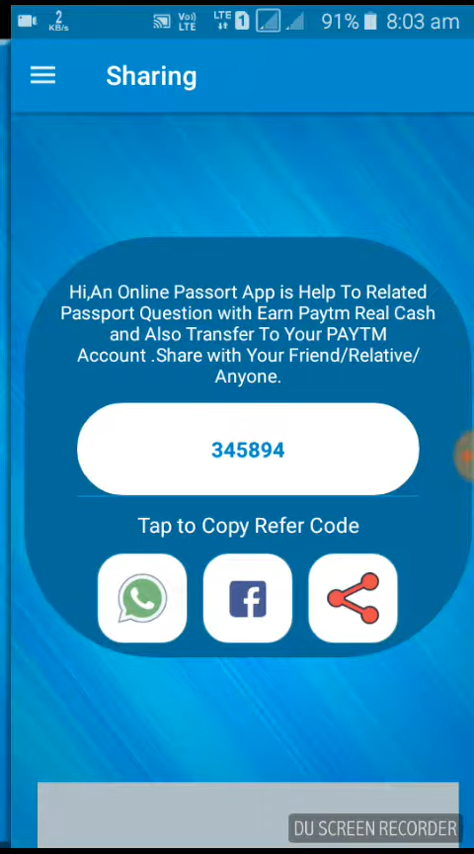 2
KB/s
Vo))
LTE
LTE
1
91%
8:03 am
Sharing
Hi,An Online Passort App is Help To Related
Passport Question with Earn Paytm Real Cash
and Also Transfer To Your PAYTM
Account .Share with Your Friend/Relative/
Anyone.
345894
Tap to Copy Refer Code
DU SCREEN RECORDER